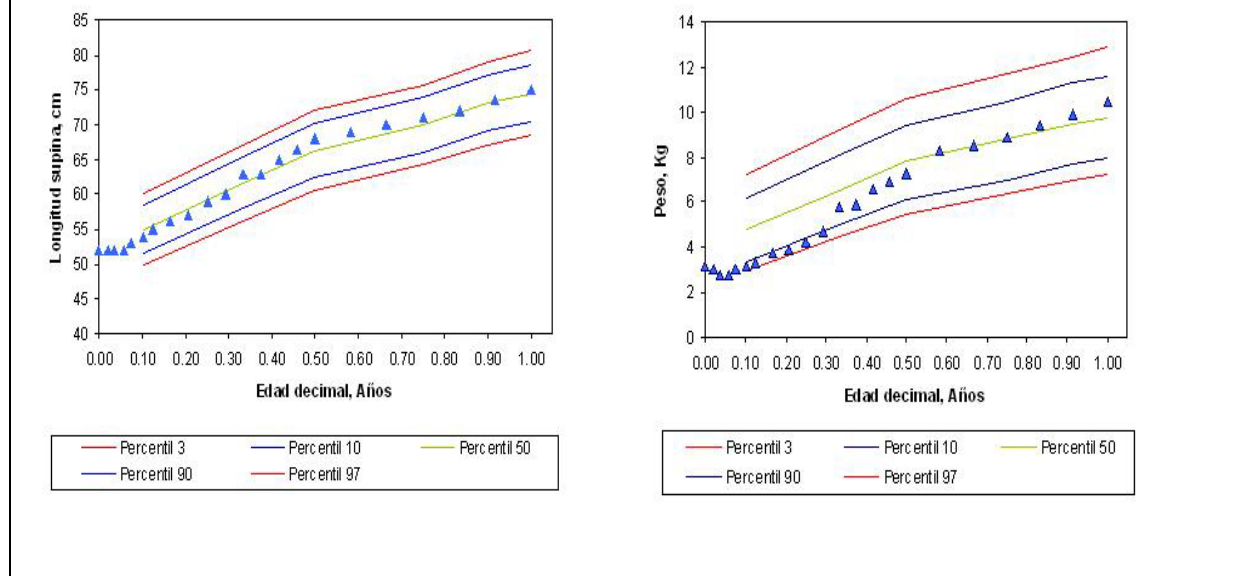 85
80
75
70
65
60
55
50
45
40
Longitud supina, cm
0.00 0.10 0.20 0.30 0.40 0.50 0.60 0.70 0.80 0.90 1.00
Edad decimal, Años
Percentil 3 Percentil 10 Percentil 50
Percentil 90 Percentil 97
14
12
10
8
6
4
2
0
Peso, Kg
0.00 0.10 0.20 0.30 0.40 0.50 0.60 0.70 0.80 0.90 1.00
Edad decimal, Años
Percentil 3 Percentil 10 Percentil 50
Percentil 90 Percentil 97